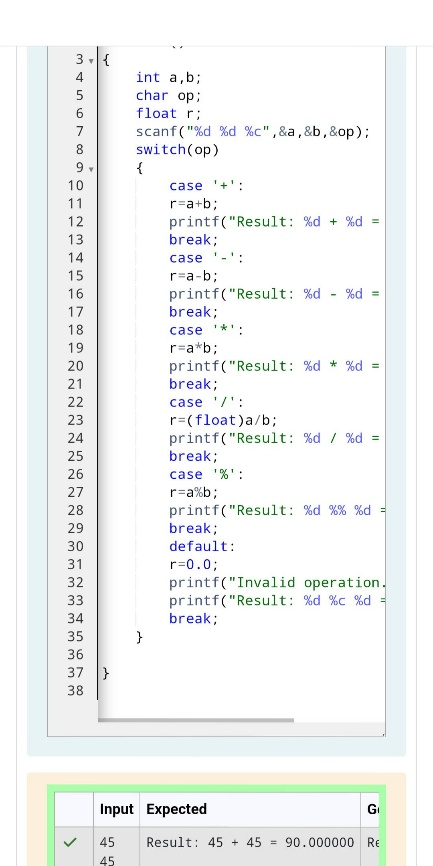 3 {
4 int a,b;
5 char op;
6 float r;
7 scanf("%d %d %c",&a,&b,&op);
8 switch(op)
9 {
10 case '+':
11 r=a+b;
12 printf("Result: %d + %d =
13 break;
14 case '-':
15 r=a-b;
16 printf("Result: %d - %d =
17 break;
18 case '*':
19 r=a*b;
20 printf("Result: %d * %d =
21 break;
22 case '/':
23 r=(float)a/b;
24 printf("Result: %d / %d =
25 break;
26 case '%':
27 r=a%b;
28 printf("Result: %d %% %d =
29 break;
30 default:
31 r=0.0;
32 printf("Invalid operation.
33 printf("Result: %d %c %d =
34 break;
35 }
36
37 }
38
Input Expected
45 Result: 45 + 45 = 90.000000
45